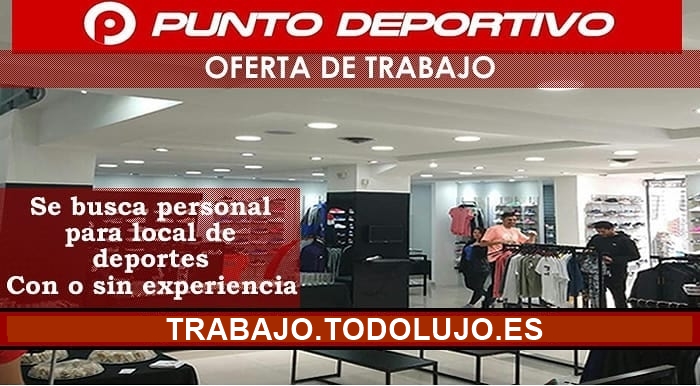 PUNTO DEPORTIVO
OFERTA DE TRABAJO
Se busca personal
para local de
deportes
Con o sin experiencia
TRABAJO.TODOLUJO.ES